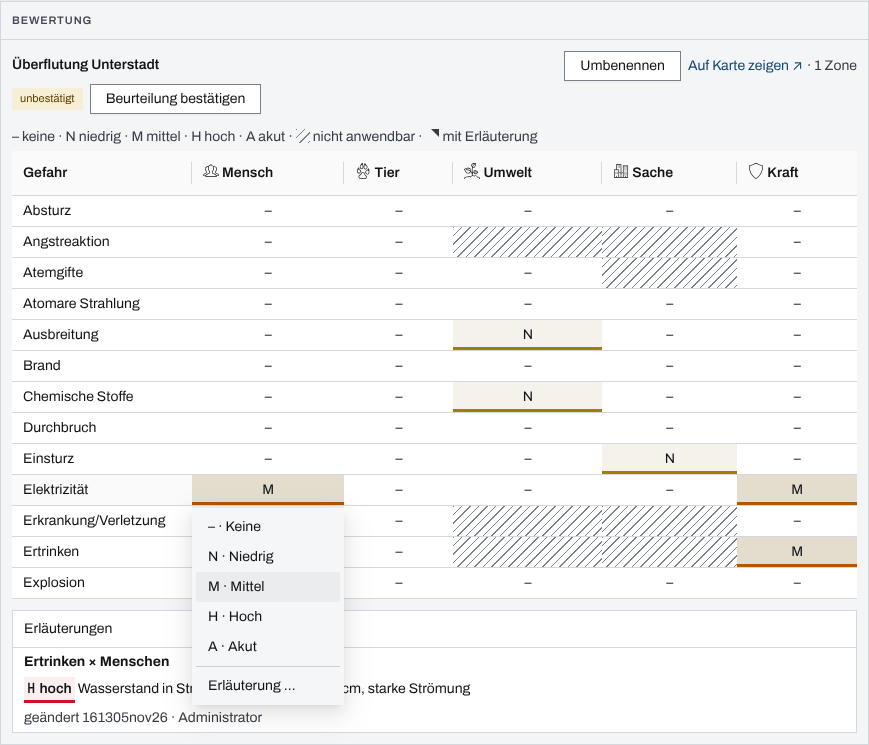 BEWERTUNG
Überflutung Unterstadt
Umbenennen
Auf Karte zeigen ↗ · 1 Zone
unbestätigt
Beurteilung bestätigen
– keine · N niedrig · M mittel · H hoch · A akut · nicht anwendbar · mit Erläuterung
Gefahr Mensch Tier Umwelt Sache Kraft
Absturz – – – – –
Angstreaktion – – –
Atemgifte – – – –
Atomare Strahlung – – – – –
Ausbreitung – – N – –
Brand – – – – –
Chemische Stoffe – – N – –
Durchbruch – – – – –
Einsturz – – – N –
Elektrizität M – – – M
Erkrankung/Verletzung – –
Ertrinken – M
Explosion – – – –
– · Keine
N · Niedrig
M · Mittel
H · Hoch
A · Akut
Erläuterung ...
Erläuterungen
Ertrinken × Menschen
H hoch Wasserstand in cm, starke Strömung
geändert 161305nov26 · Administrator